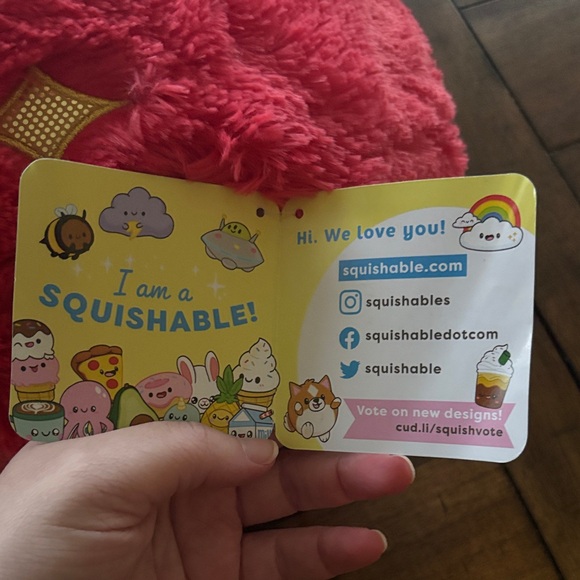 I am a
SQUISHABLE!
Hi. We love you!
squishable.com
squishables
squishabledotcom
squishable
Vote on new designs!
cud.li/squishvote